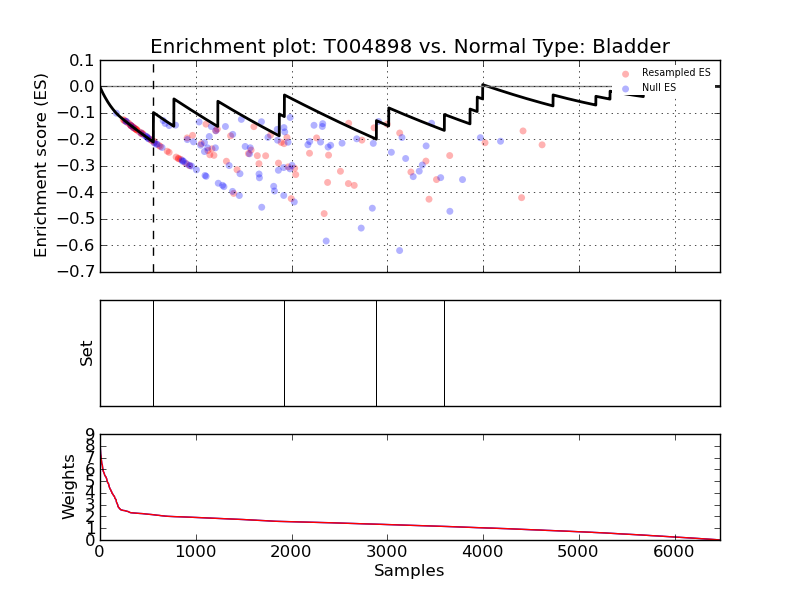 Enrichment plot: T004898 vs. Normal Type: Bladder
Enrichment score (ES)
0.1
0.0
−0.1
−0.2
−0.3
−0.4
−0.5
−0.6
−0.7
Resampled ES
Null ES
Set
Weights
9
8
7
6
5
4
3
2
1
0
0 1000 2000 3000 4000 5000 6000
Samples